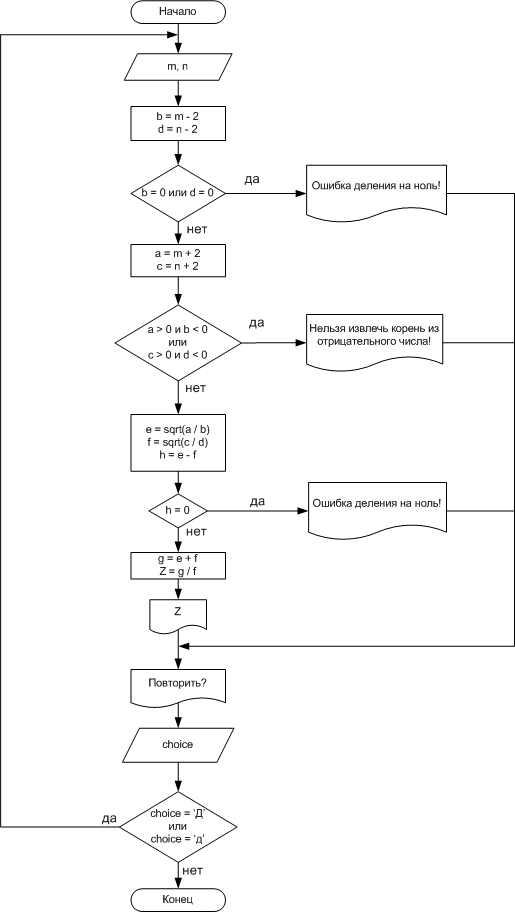 Начало
m, n
b = m - 2
d = n - 2
b = 0 или d = 0
да
Ошибка деления на ноль!
нет
a = m + 2
c = n + 2
a > 0 и b < 0
или
c > 0 и d < 0
да
Нельзя извлечь корень из
отрицательного числа!
нет
e = sqrt(a / b)
f = sqrt(c / d)
h = e - f
h = 0
да
Ошибка деления на ноль!
нет
g = e + f
Z = g / f
Z
Повторить?
choice
choice = 'Д'
или
choice = 'д'
да
нет
Конец